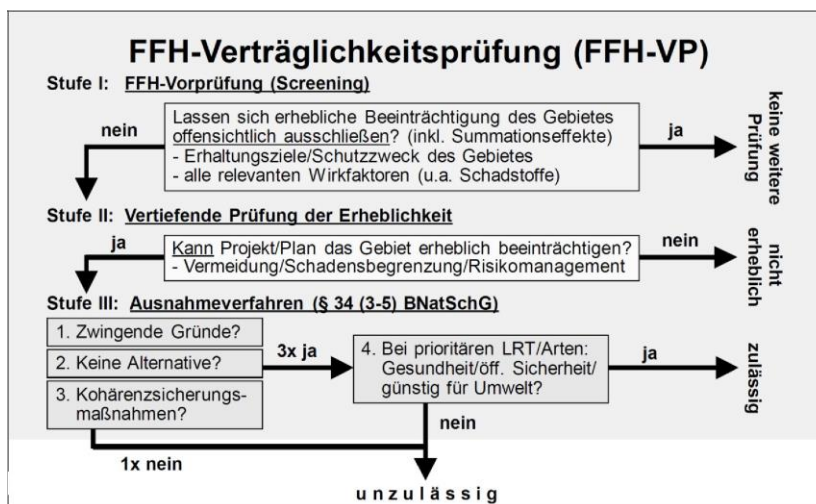 FFH-Verträglichkeitsprüfung (FFH-VP)
Stufe I: FFH-Vorprüfung (Screening)
nein
Lassen sich erhebliche Beeinträchtigung des Gebietes
offensichtlich ausschließen? (inkl. Summationseffekte)
- Erhaltungsziele/Schutzzweck des Gebietes
- alle relevanten Wirkfaktoren (u.a. Schadstoffe)
ja
keine weitere
Prüfung
Stufe II: Vertiefende Prüfung der Erheblichkeit
ja
Kann Projekt/Plan das Gebiet erheblich beeinträchtigen?
- Vermeidung/Schadensbegrenzung/Risikomanagement
nein
nicht
erheblich
Stufe III: Ausnahmeverfahren (§ 34 (3-5) BNatSchG)
1. Zwingende Gründe?
2. Keine Alternative?
3. Kohärenzsicherungs-
maßnahmen?
3x ja
4. Bei prioritären LRT/Arten:
Gesundheit/öff. Sicherheit/
günstig für Umwelt?
ja
zulässig
nein
1x nein
unzulässig